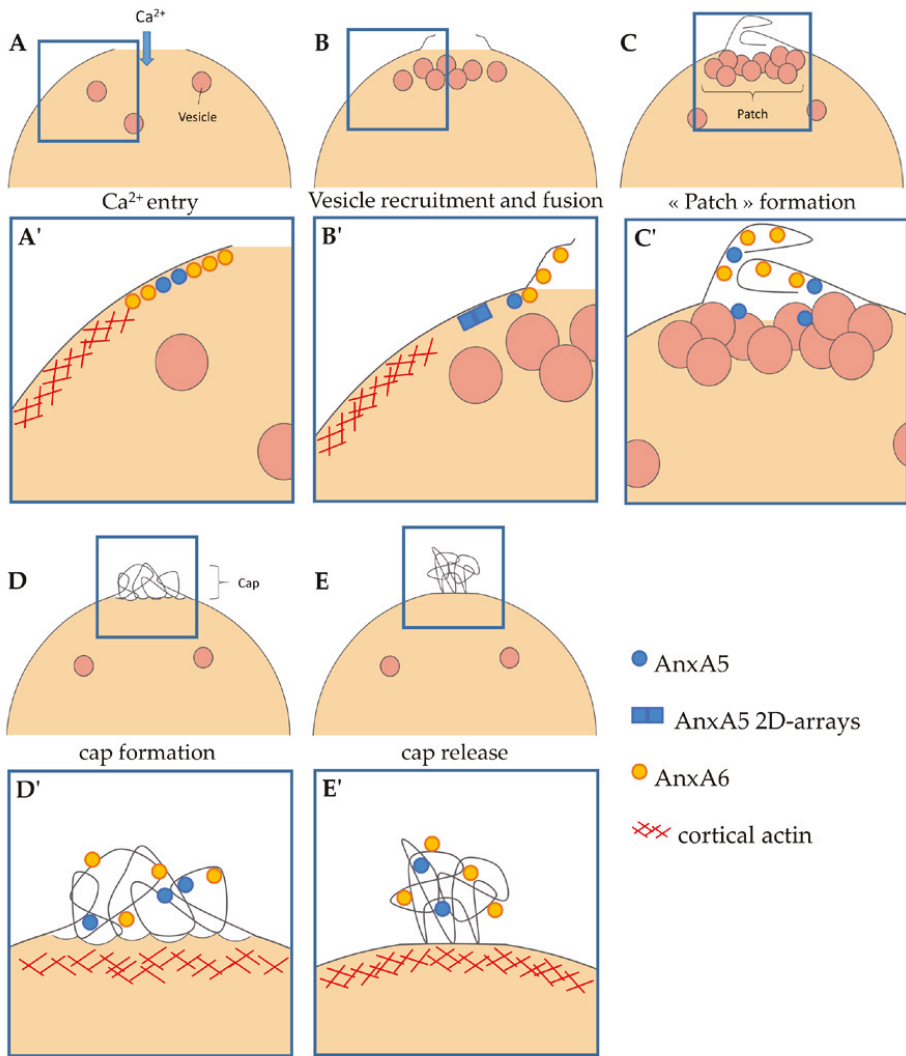 A
Ca²⁺
Vesicle
Ca²⁺ entry
B
Vesicle recruitment and fusion
C
Patch
« Patch » formation
A'
B'
C'
D
Cap
cap formation
E
cap release
D'
E'
AnxA5
AnxA5 2D-arrays
AnxA6
cortical actin